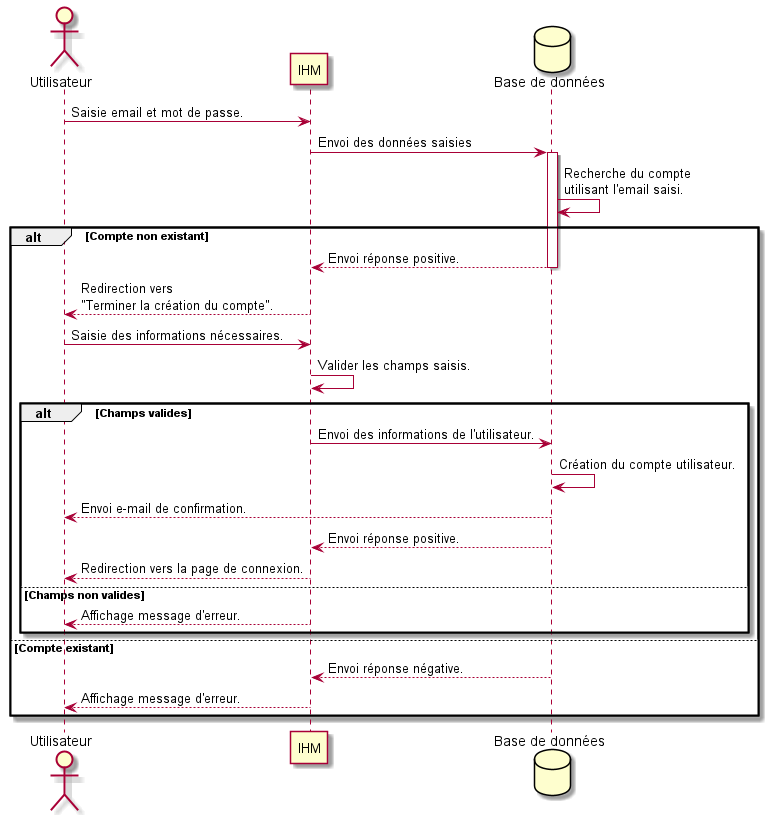 Utilisateur
IHM
Base de données
Saisie email et mot de passe.
Envoi des données saisies
Recherche du compte
utilisant l'email saisi.
alt
[Compte non existant]
Envoi réponse positive.
Redirection vers
"Terminer la création du compte".
Saisie des informations nécessaires.
Valider les champs saisis.
alt
[Champs valides]
Envoi des informations de l'utilisateur.
Création du compte utilisateur.
Envoi e-mail de confirmation.
Envoi réponse positive.
Redirection vers la page de connexion.
[Champs non valides]
Affichage message d'erreur.
[Compte existant]
Envoi réponse négative.
Affichage message d'erreur.
Utilisateur
IHM
Base de données